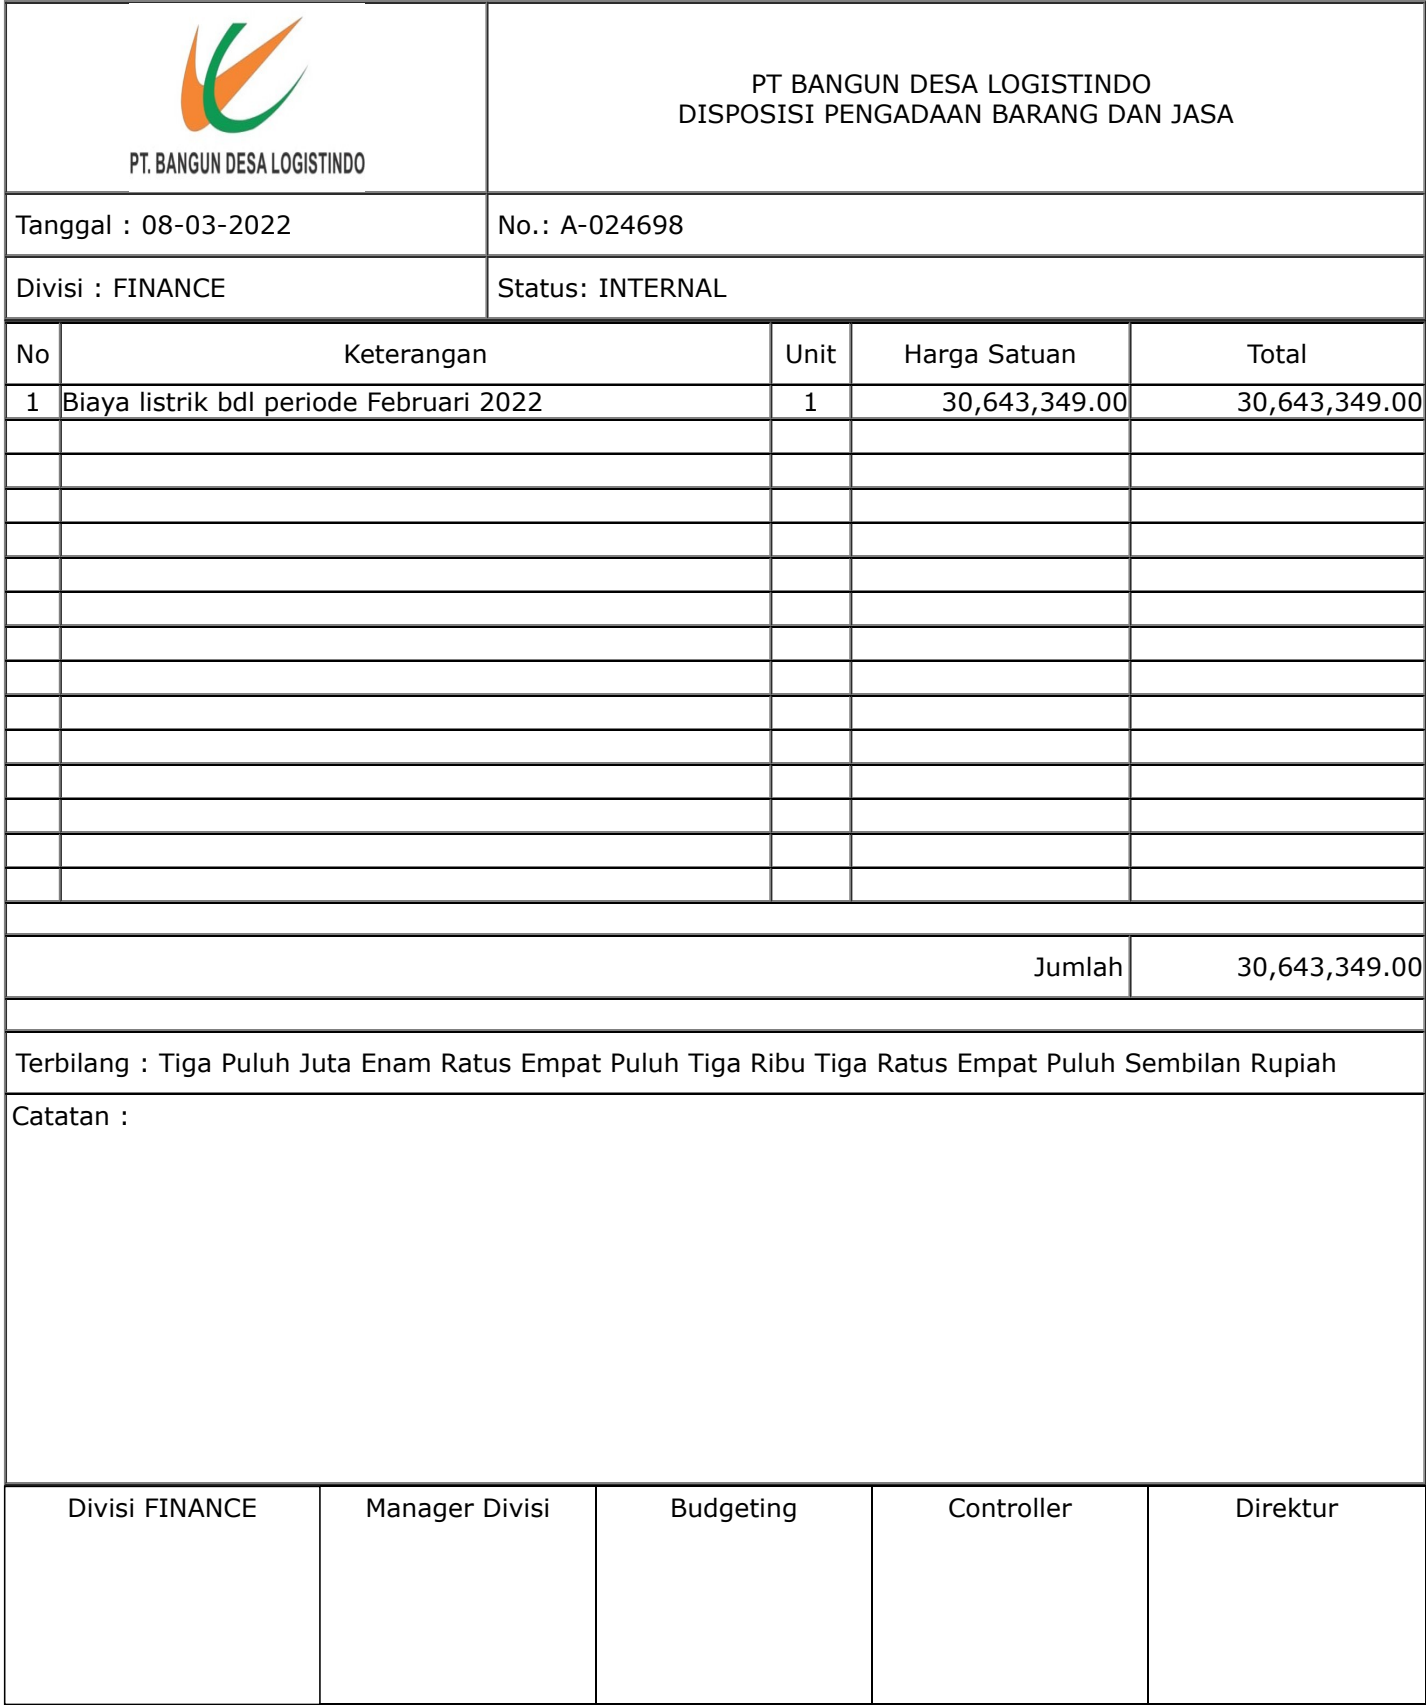 PT. BANGUN DESA LOGISTINDO
PT BANGUN DESA LOGISTINDO
DISPOSISI PENGADAAN BARANG DAN JASA
Tanggal : 08-03-2022 No.: A-024698
Divisi : FINANCE Status: INTERNAL
No Keterangan Unit Harga Satuan Total
1 Biaya listrik bdl periode Februari 2022 1 30,643,349.00 30,643,349.00
Jumlah 30,643,349.00
Terbilang : Tiga Puluh Juta Enam Ratus Empat Puluh Tiga Ribu Tiga Ratus Empat Puluh Sembilan Rupiah
Catatan :
Divisi FINANCE Manager Divisi Budgeting Controller Direktur